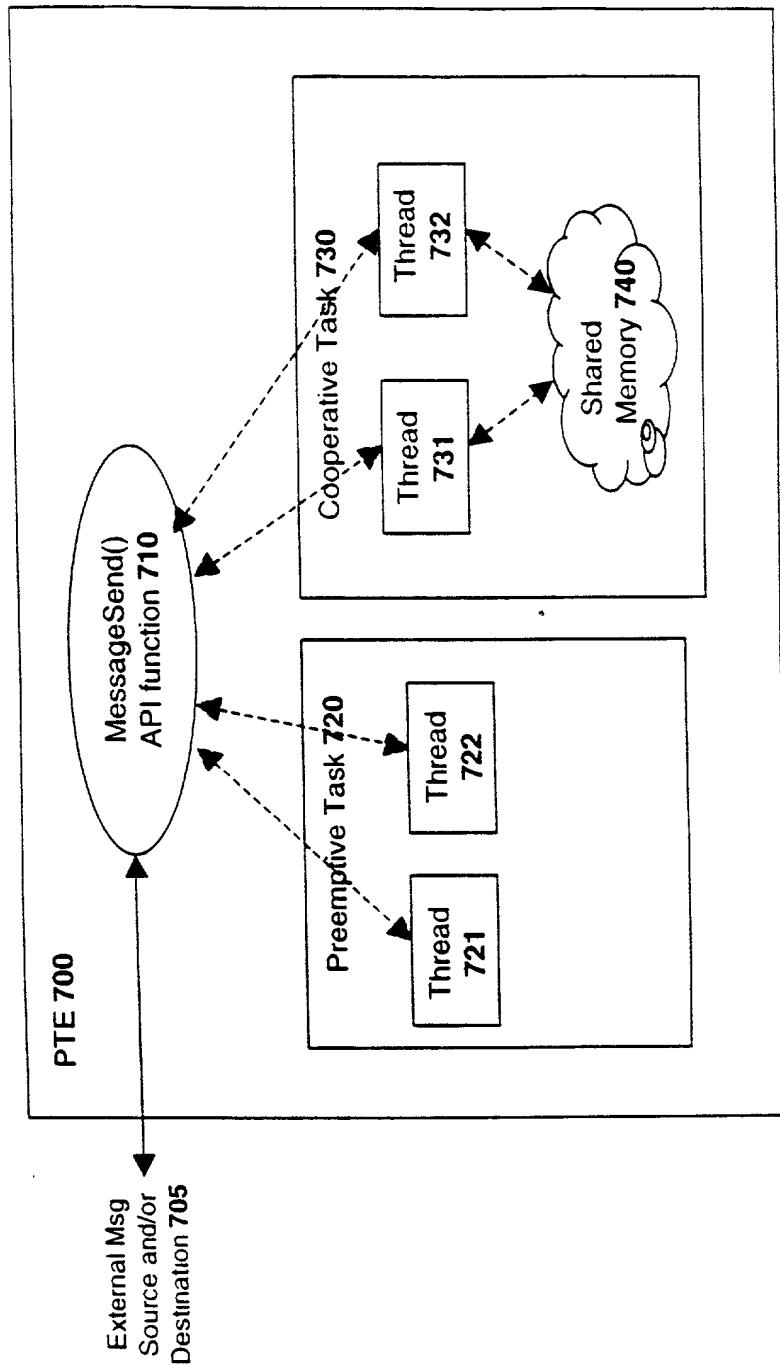 PTE 700
External Msg
Source and/or
Destination 705
MessageSend()
API function 710
Preemptive Task 720
Thread
721
Thread
722
Cooperative Task 730
Thread
731
Thread
732
Shared
Memory 740